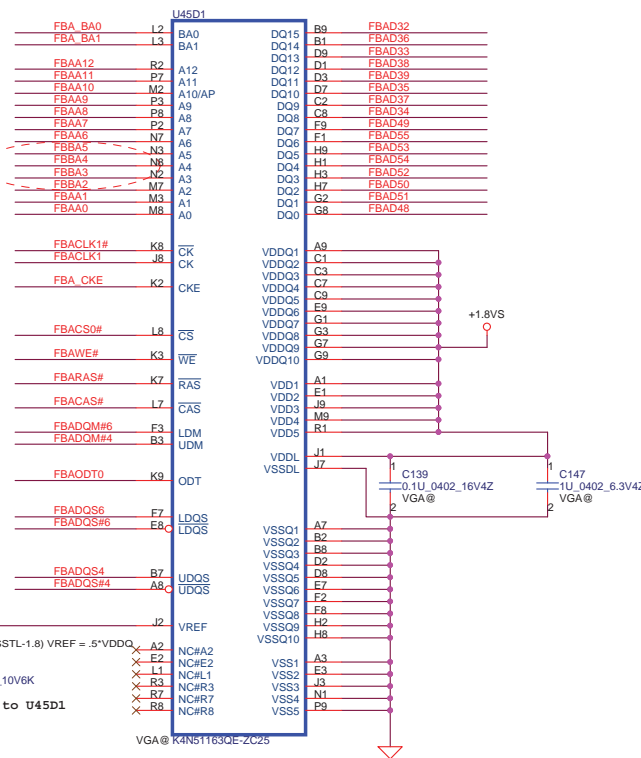 U45D1
FBA_BA0 L2 BA0 DQ15 B9 FBAD32
FBA_BA1 L3 BA1 DQ14 B1 FBAD36
DQ13 D9 FBAD33
FBAA12 R2 A12 DQ12 D1 FBAD38
FBAA11 P7 A11 DQ11 D3 FBAD39
FBAA10 M2 A10/AP DQ10 D7 FBAD35
FBAA9 P3 A9 DQ9 C2 FBAD37
FBAA8 P8 A8 DQ8 C8 FBAD34
FBAA7 P2 A7 DQ7 F9 FBAD49
FBAA6 N7 A6 DQ6 F1 FBAD55
FBBA5 N3 A5 DQ5 H9 FBAD53
FBBA4 N8 A4 DQ4 H1 FBAD54
FBBA3 N2 A3 DQ3 H3 FBAD52
FBBA2 M7 A2 DQ2 H7 FBAD50
FBAA1 M3 A1 DQ1 G2 FBAD51
FBAA0 M8 A0 DQ0 G8 FBAD48
FBACLK1# K8 CK VDDQ1 A9
FBACLK1 J8 CK VDDQ2 C1
VDDQ3 C3
FBA_CKE K2 CKE VDDQ4 C7
VDDQ5 C9
VDDQ6 E9
VDDQ7 G1
+1.8VS
FBACS0# L8 CS VDDQ8 G3
VDDQ9 G7
FBAWE# K3 WE VDDQ10 G9
FBARAS# K7 RAS VDD1 A1
VDD2 E1
FBACAS# L7 CAS VDD3 J9
VDD4 M9
FBADQM#6 F3 LDM VDD5 R1
FBADQM#4 B3 UDM
VDDL J1
VSSDL J7
FBAODT0 K9 ODT
1 C139
0.1U_0402_16V4Z
VGA@
2
1 C147
1U_0402_6.3V4Z
VGA@
2
FBADQS6 F7 LDQS VSSQ1 A7
FBADQS#6 E8 LDQS VSSQ2 B2
VSSQ3 B8
VSSQ4 D2
FBADQS4 B7 UDQS VSSQ5 D8
FBADQS#4 A8 UDQS VSSQ6 E7
VSSQ7 F2
VSSQ8 F8
J2 VREF VSSQ9 H2
VSSQ10 H8
SSTL-1.8) VREF = .5*VDDQ
A2 NC#A2 VSS1 A3
E2 NC#E2 VSS2 E3
L1 NC#L1 VSS3 J3
_10V6K
R3 NC#R3 VSS4 N1
R7 NC#R7 VSS5 P9
R8 NC#R8
to U45D1
VGA@ K4N51163QE-ZC25